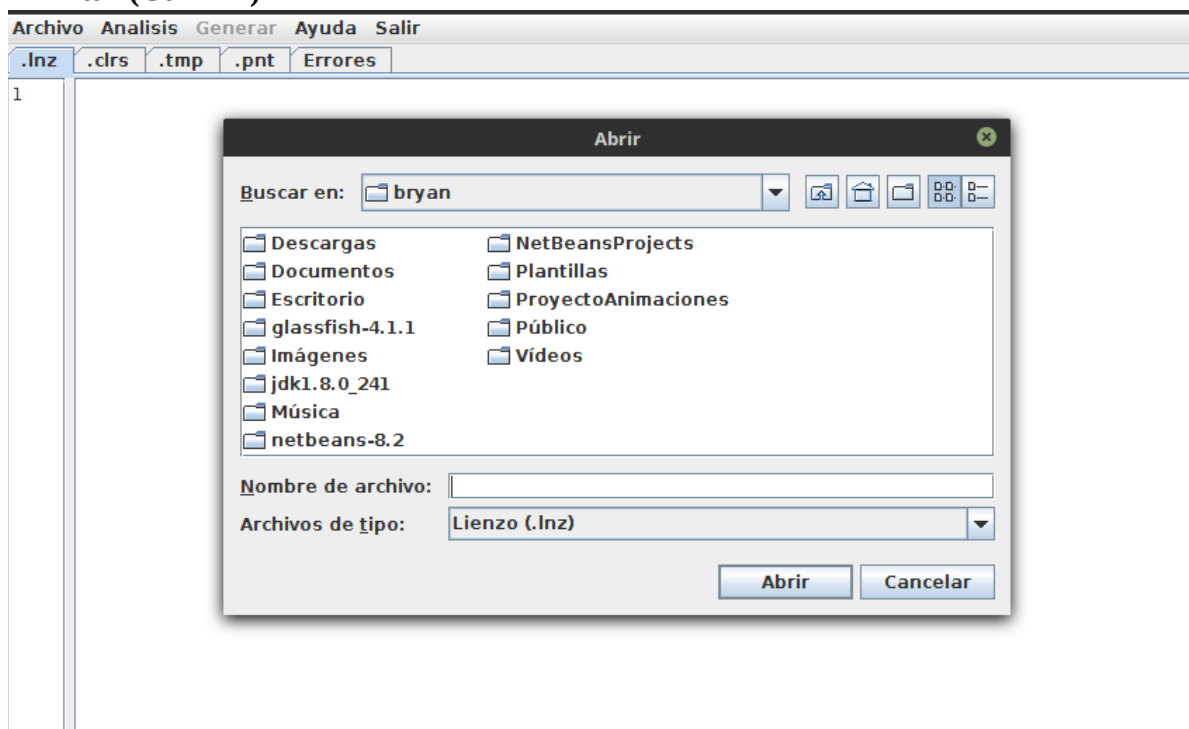 Archivo Analisis Generar Ayuda Salir
.lnz .clrs .tmp .pnt Errores
1
Abrir
Buscar en: bryan
Descargas NetBeansProjects
Documentos Plantillas
Escritorio ProyectoAnimaciones
glassfish-4.1.1 Público
Imágenes Vídeos
jdk1.8.0_241
Música
netbeans-8.2
Nombre de archivo:
Archivos de tipo: Lienzo (.lnz)
Abrir Cancelar